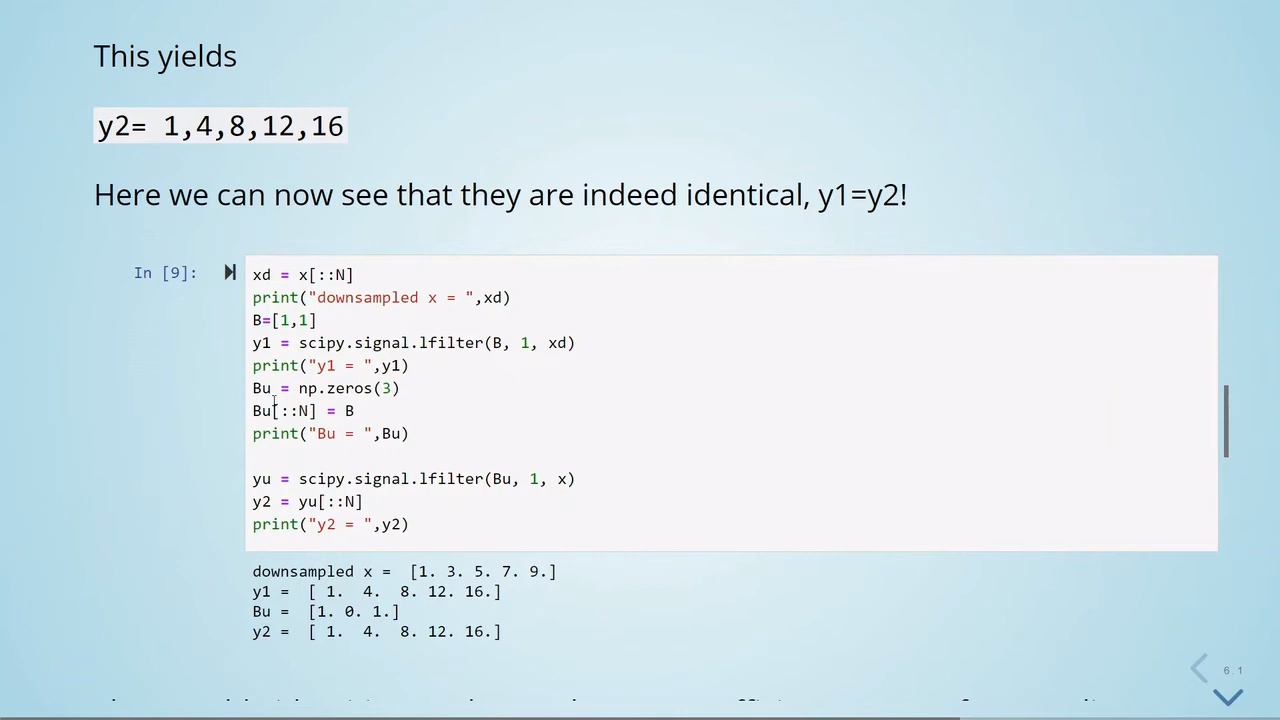 This yields
y2= 1,4,8,12,16
Here we can now see that they are indeed identical, y1=y2!
In [9]:
xd = x[::N]
print("downsampled x = ",xd)
B=[1,1]
y1 = scipy.signal.lfilter(B, 1, xd)
print("y1 = ",y1)
Bu = np.zeros(3)
Bu[::N] = B
print("Bu = ",Bu)
yu = scipy.signal.lfilter(Bu, 1, x)
y2 = yu[::N]
print("y2 = ",y2)
downsampled x =  [1. 3. 5. 7. 9.]
y1 =  [ 1.  4.  8. 12. 16.]
Bu =  [1. 0. 1.]
y2 =  [ 1.  4.  8. 12. 16.]
6.1